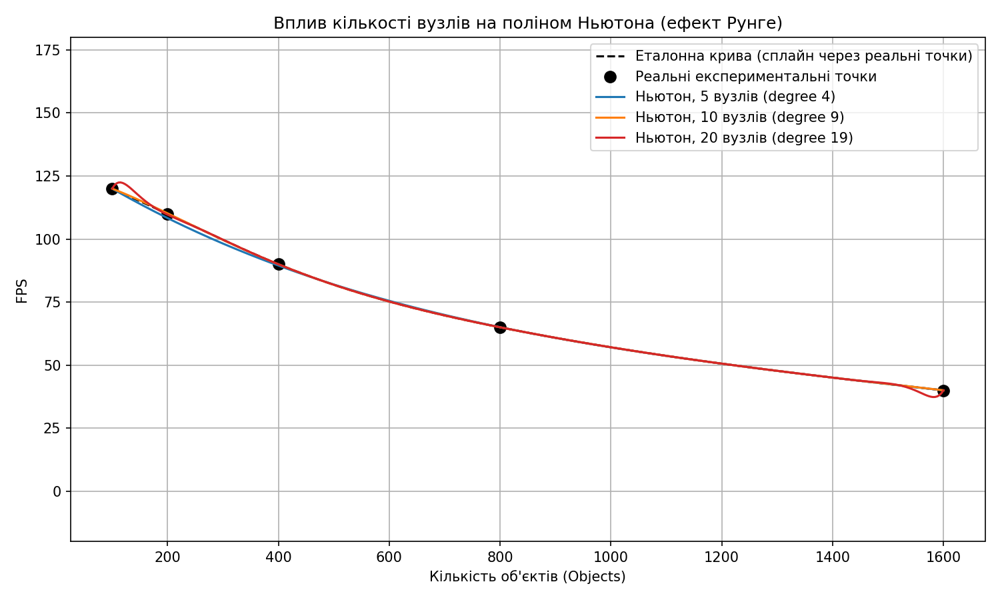 Вплив кількості вузлів на поліном Ньютона (ефект Рунге)
Еталонна крива (сплайн через реальні точки)
Реальні експериментальні точки
Ньютон, 5 вузлів (degree 4)
Ньютон, 10 вузлів (degree 9)
Ньютон, 20 вузлів (degree 19)
175
150
125
100
75
50
25
0
FPS
200 400 600 800 1000 1200 1400 1600
Кількість об'єктів (Objects)